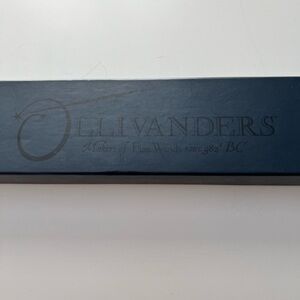 OLLIVANDERS
Makers of Fine Wands since 382 BC